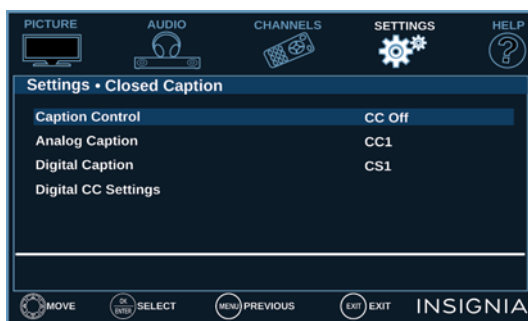 PICTURE AUDIO CHANNELS SETTINGS HELP
Settings • Closed Caption
Caption Control CC Off
Analog Caption CC1
Digital Caption CS1
Digital CC Settings
MOVE OK ENTER SELECT MENU PREVIOUS EXIT EXIT INSIGNIA